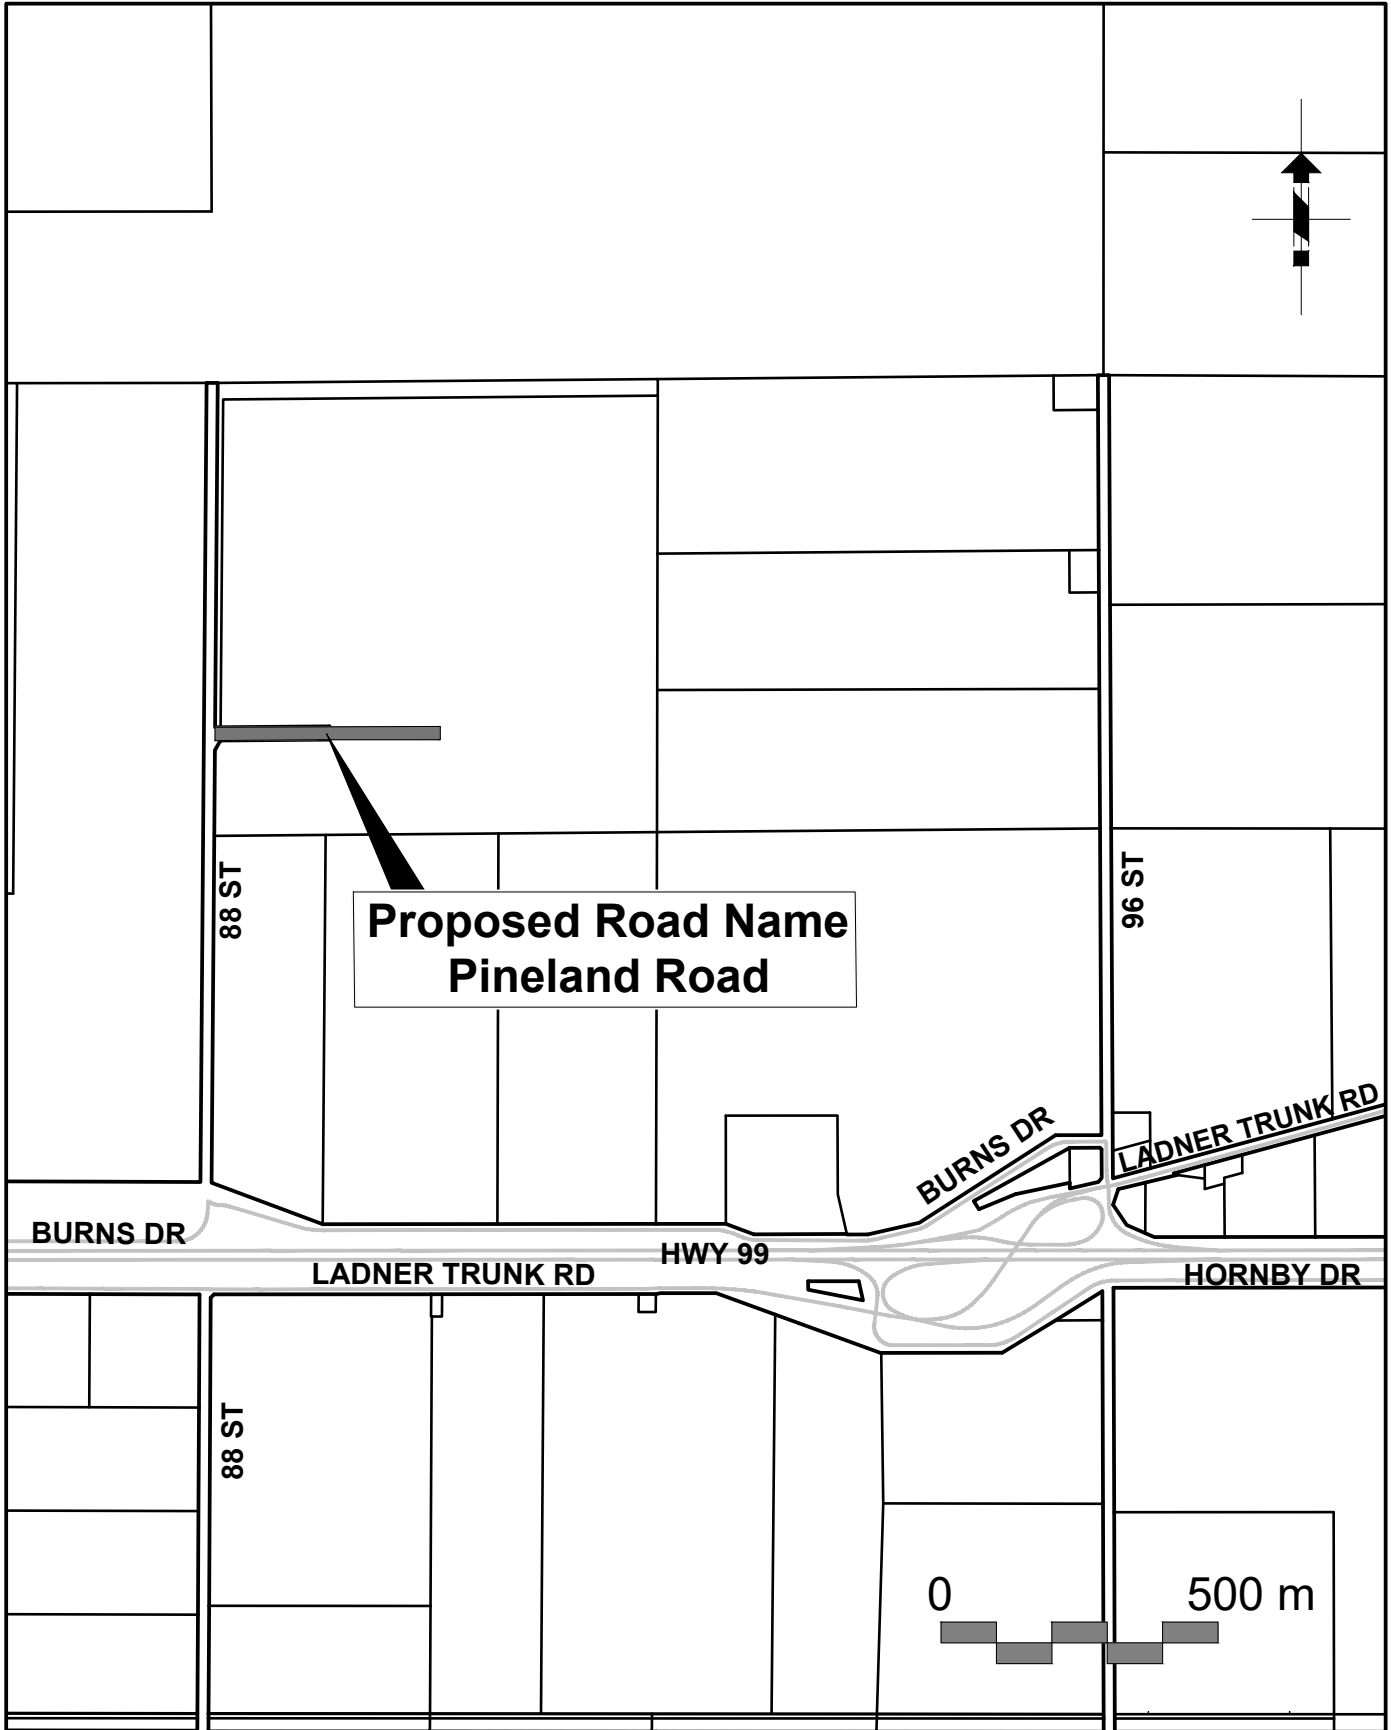 88 ST
96 ST
Proposed Road Name
Pineland Road
BURNS DR
LADNER TRUNK RD
BURNS DR
HWY 99
LADNER TRUNK RD
HORNBY DR
88 ST
0 500 m